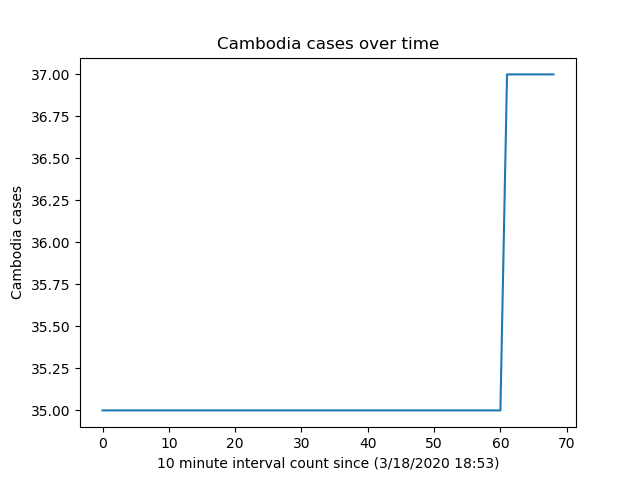 Cambodia cases over time
37.00
36.75
36.50
36.25
36.00
35.75
35.50
35.25
35.00
Cambodia cases
0 10 20 30 40 50 60 70
10 minute interval count since (3/18/2020 18:53)